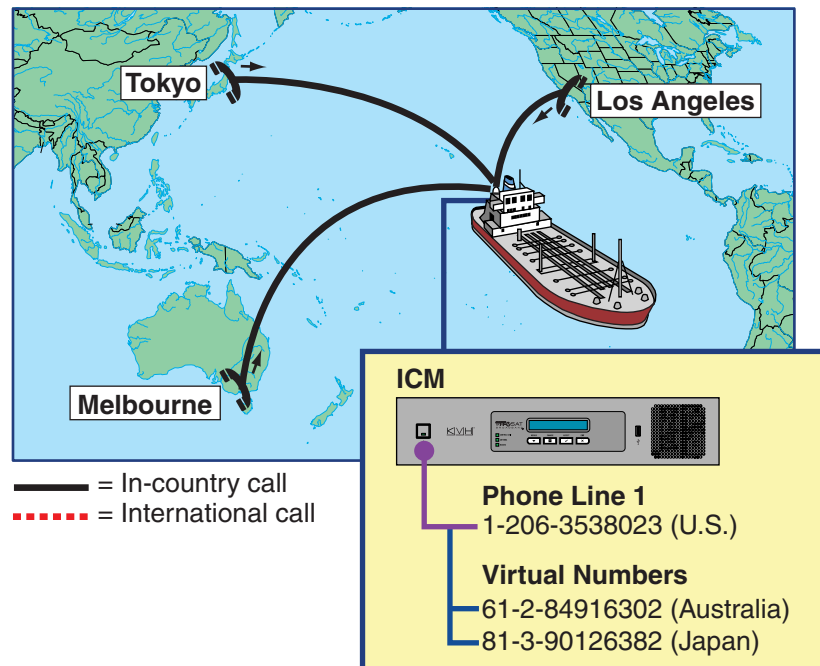 Tokyo
Los Angeles
Melbourne
= In-country call
= International call
ICM
KVH
Phone Line 1
1-206-3538023 (U.S.)
Virtual Numbers
61-2-84916302 (Australia)
81-3-90126382 (Japan)